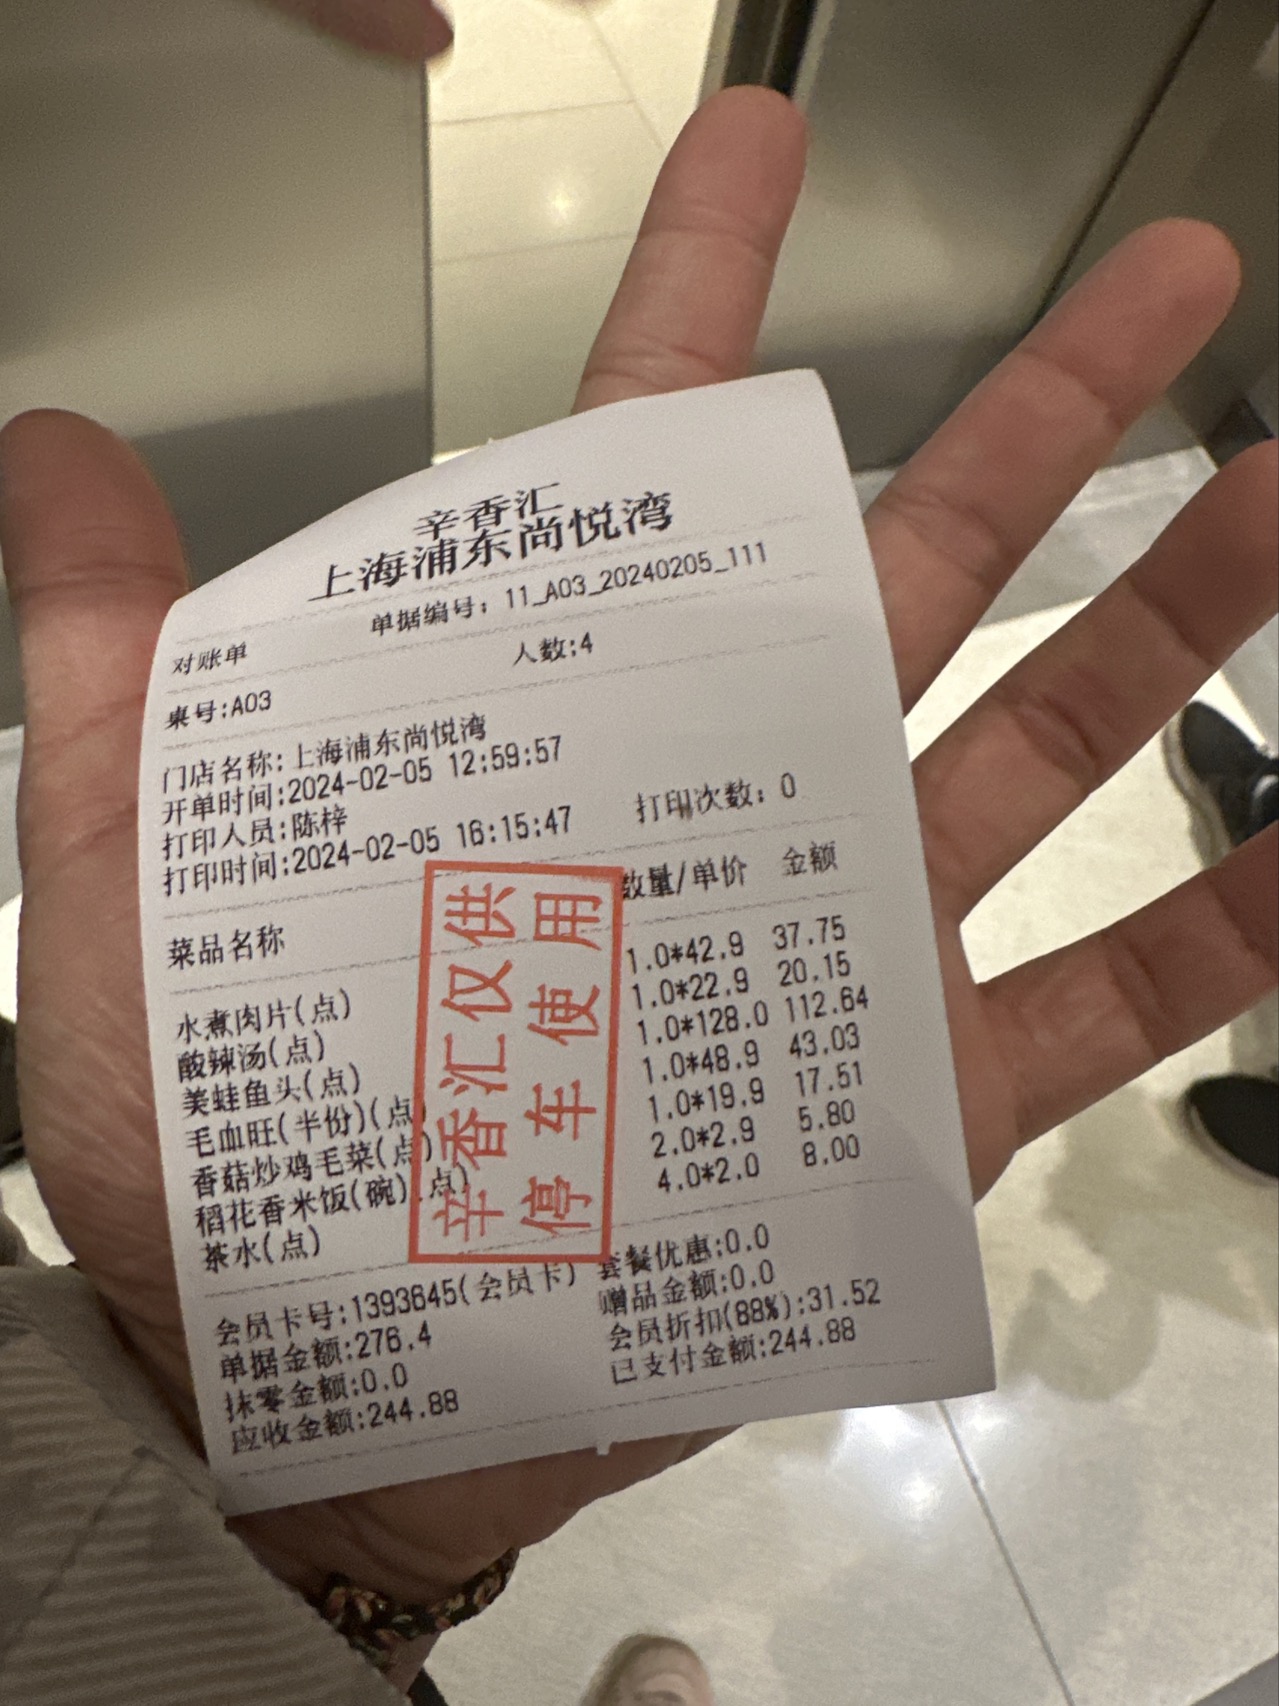 辛香汇
上海浦东尚悦湾
对账单 单据编号：11_A03_20240205_111
桌号:A03 人数:4
门店名称:上海浦东尚悦湾
开单时间:2024-02-05 12:59:57
打印人员:陈梓
打印时间:2024-02-05 16:15:47 打印次数：0
菜品名称 数量/单价 金额
水煮肉片(点) 1.0*42.9 37.75
酸辣汤(点) 1.0*22.9 20.15
美蛙鱼头(点) 1.0*128.0 112.64
毛血旺(半份)(点) 1.0*48.9 43.03
香菇炒鸡毛菜(点) 1.0*19.9 17.51
稻花香米饭(碗)(点) 2.0*2.9 5.80
茶水(点) 4.0*2.0 8.00
会员卡号:1393645(会员卡) 套餐优惠:0.0
单据金额:276.4 赠品金额:0.0
抹零金额:0.0 会员折扣(88%):31.52
应收金额:244.88 已支付金额:244.88
辛香汇仅供
停车使用